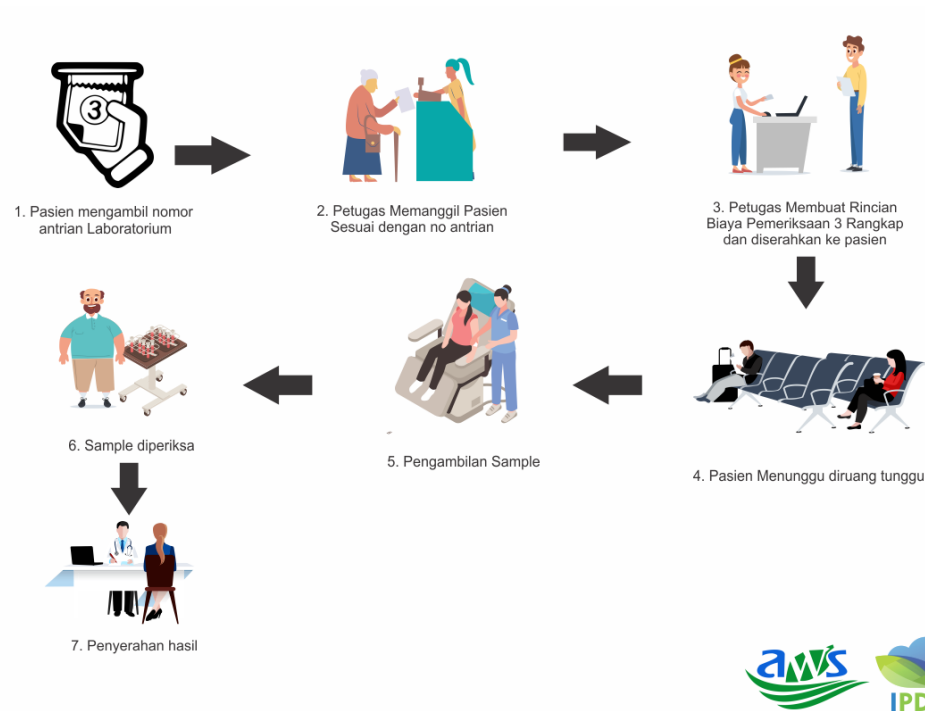 3
1. Pasien mengambil nomor
antrian Laboratorium
2. Petugas Memanggil Pasien
Sesuai dengan no antrian
3. Petugas Membuat Rincian
Biaya Pemeriksaan 3 Rangkap
dan diserahkan ke pasien
4. Pasien Menunggu diruang tunggu
5. Pengambilan Sample
6. Sample diperiksa
7. Penyerahan hasil
aws
IPD